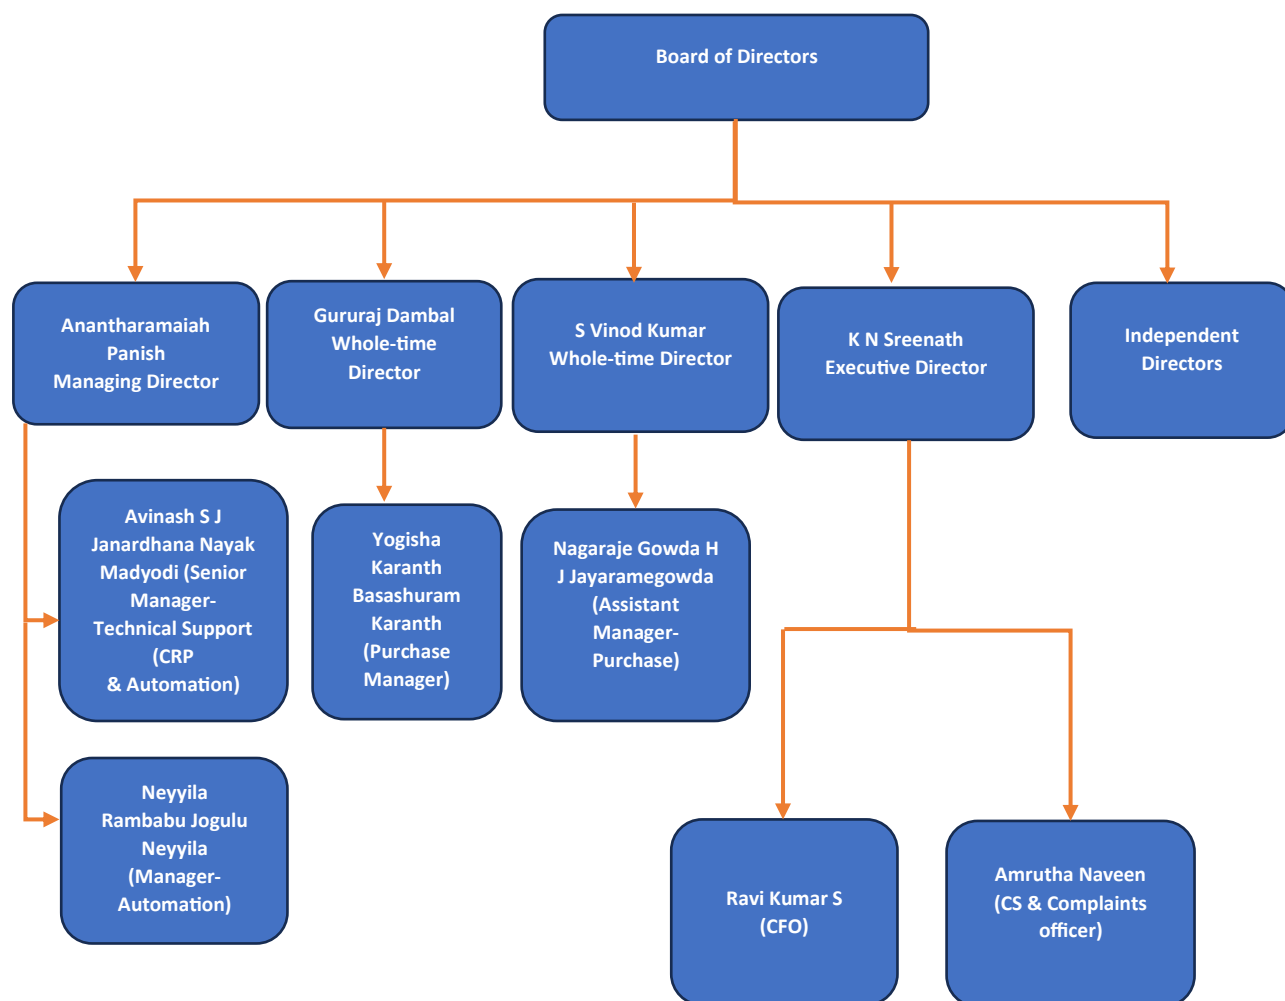 Board of Directors
Anantharamaiah
Panish
Managing Director
Gururaj Dambal
Whole-time
Director
S Vinod Kumar
Whole-time Director
K N Sreenath
Executive Director
Independent
Directors
Avinash S J
Janardhana Nayak
Madyodi (Senior
Manager-
Technical Support
(CRP
& Automation)
Yogisha
Karanth
Basashuram
Karanth
(Purchase
Manager)
Nagaraje Gowda H
J Jayaramegowda
(Assistant
Manager-
Purchase)
Neyyila
Rambabu Jogulu
Neyyila
(Manager-
Automation)
Ravi Kumar S
(CFO)
Amrutha Naveen
(CS & Complaints
officer)